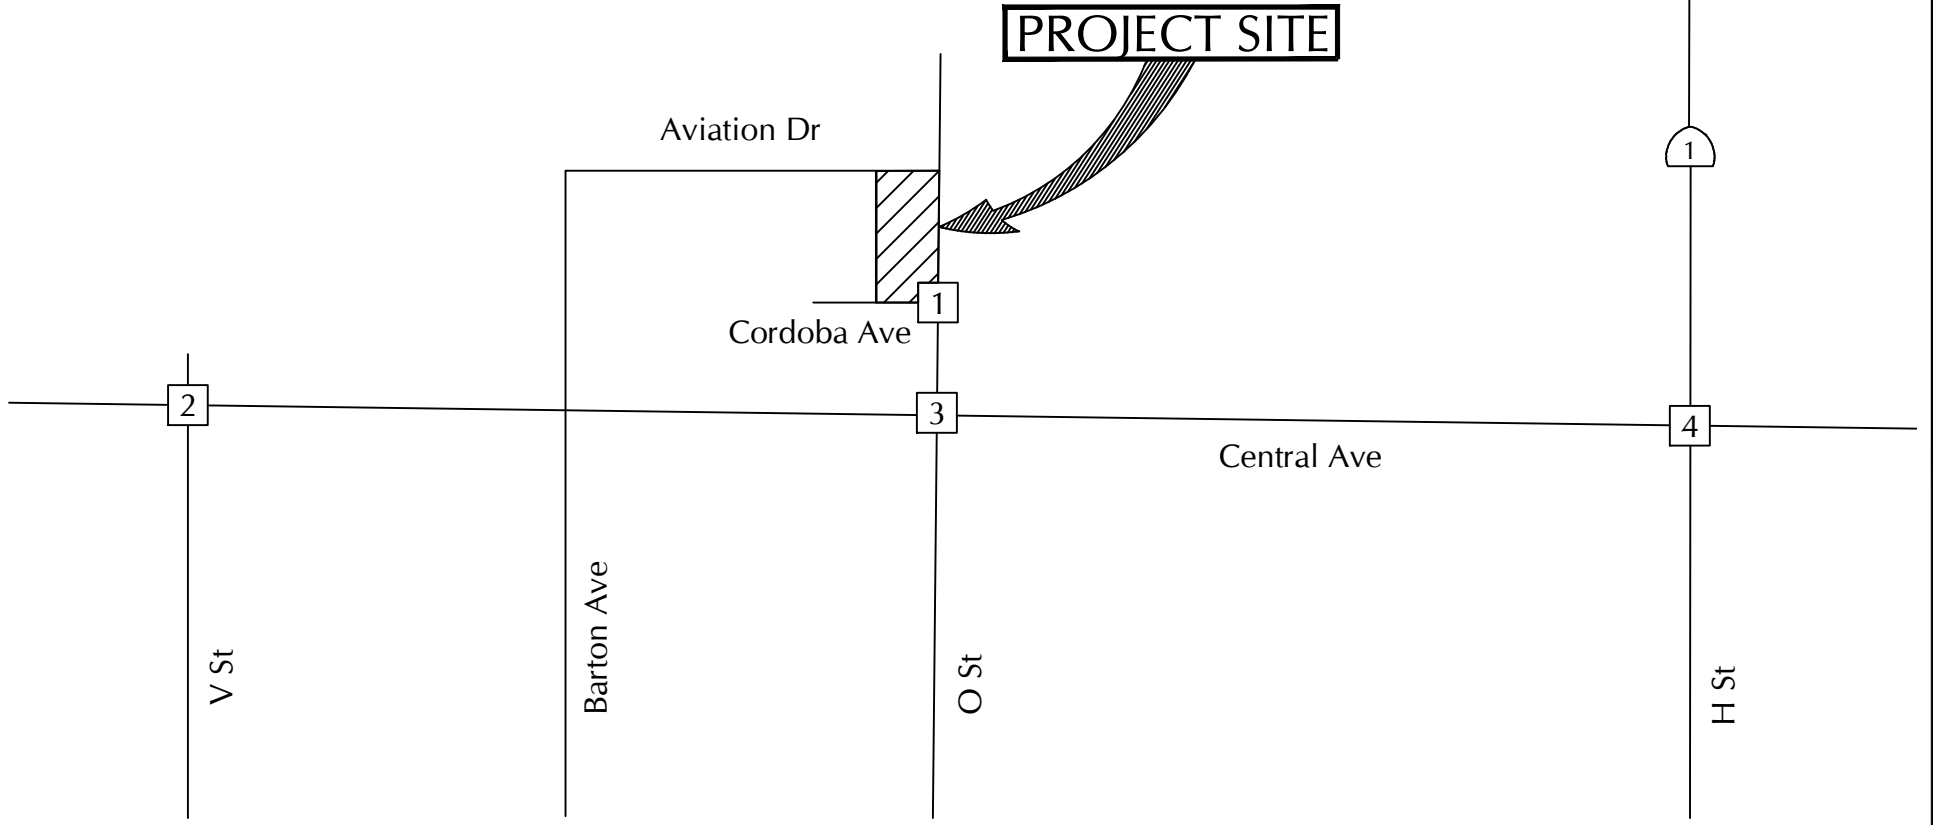 PROJECT SITE
Aviation Dr
1
1
Cordoba Ave
2
3
4
Central Ave
V St
Barton Ave
O St
H St